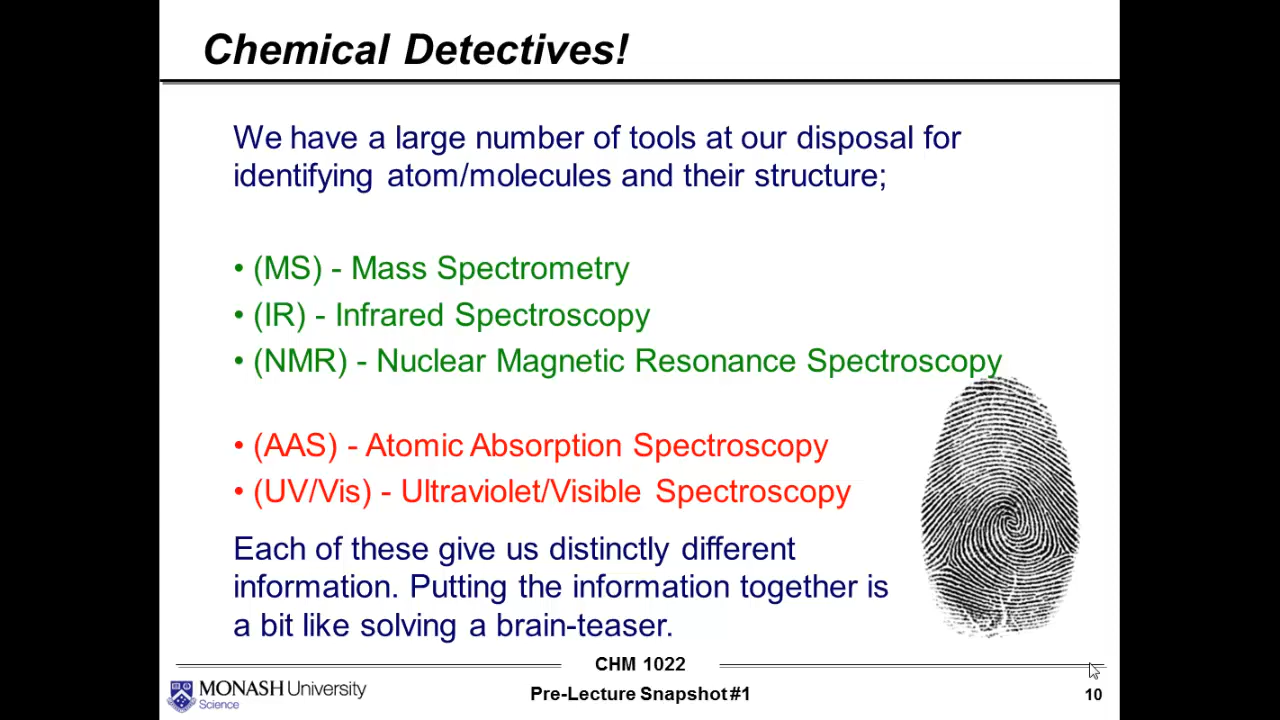 Chemical Detectives!
We have a large number of tools at our disposal for
identifying atom/molecules and their structure;
• (MS) - Mass Spectrometry
• (IR) - Infrared Spectroscopy
• (NMR) - Nuclear Magnetic Resonance Spectroscopy
• (AAS) - Atomic Absorption Spectroscopy
• (UV/Vis) - Ultraviolet/Visible Spectroscopy
Each of these give us distinctly different
information. Putting the information together is
a bit like solving a brain-teaser.
CHM 1022
MONASH University
Science
Pre-Lecture Snapshot #1
10